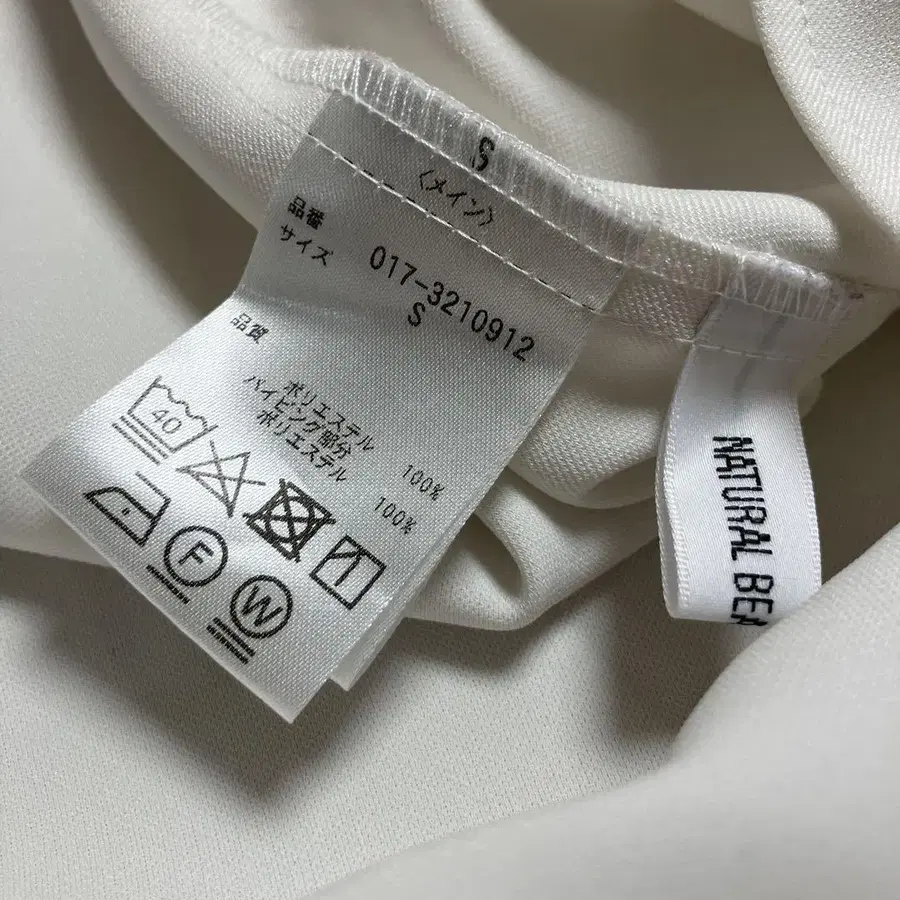 S
〈メイン〉
品番 017-3210912
サイズ S
品質
ポリエステル 100%
パイピング部分
ポリエステル 100%
40
F
W
NATURAL BEA